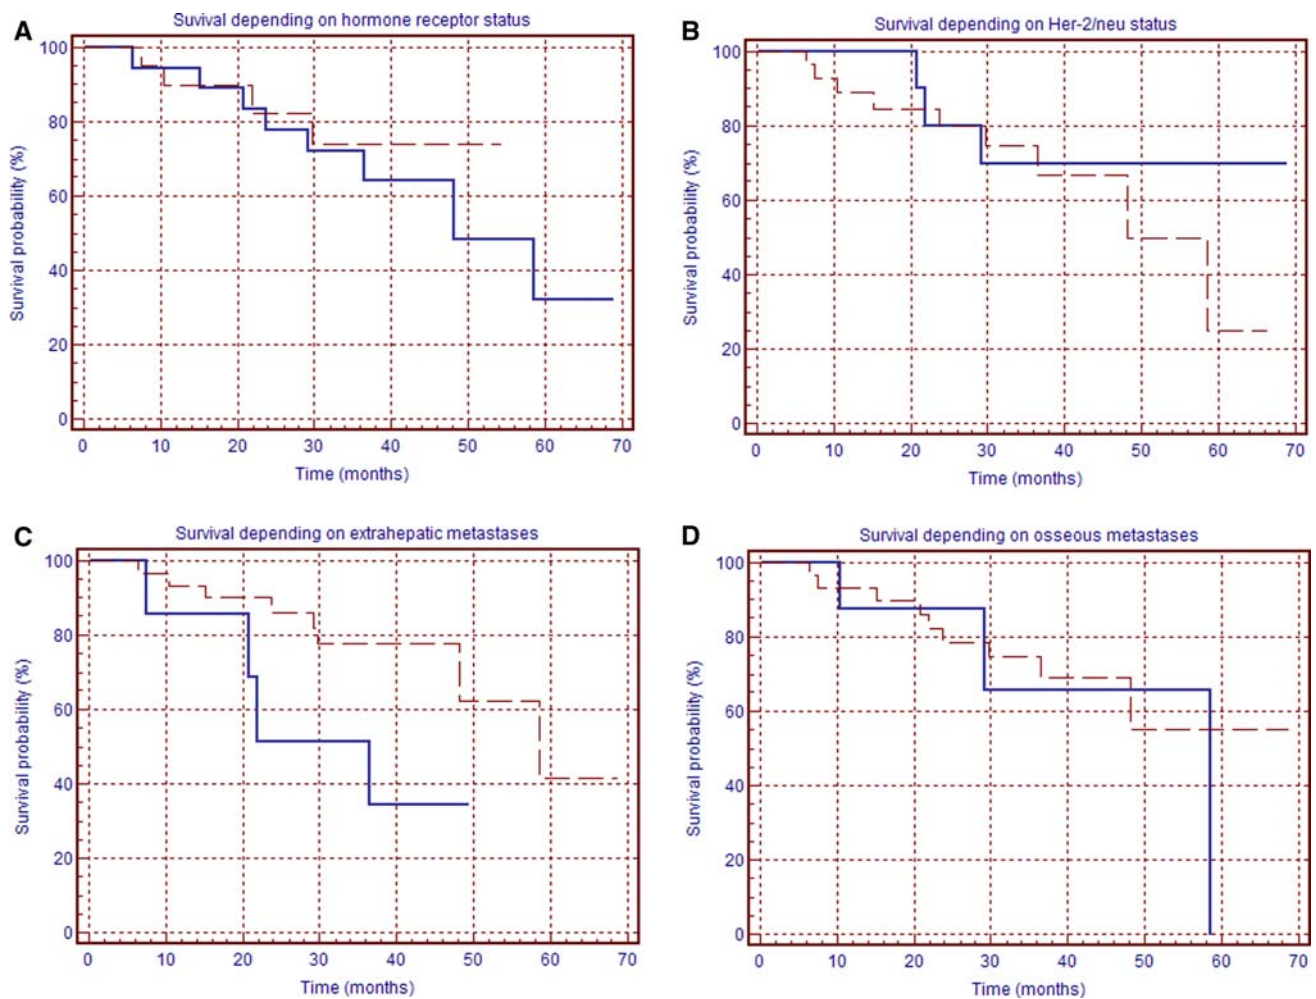 A
Suvival depending on hormone receptor status
100
80
60
40
20
0
Survival probability (%)
0 10 20 30 40 50 60 70
Time (months)
B
Survival depending on Her-2/neu status
100
80
60
40
20
0
Survival probability (%)
0 10 20 30 40 50 60 70
Time (months)
C
Survival depending on extrahepatic metastases
100
80
60
40
20
0
Survival probability (%)
0 10 20 30 40 50 60 70
Time (months)
D
Survival depending on osseous metastases
100
80
60
40
20
0
Survival probability (%)
0 10 20 30 40 50 60 70
Time (months)